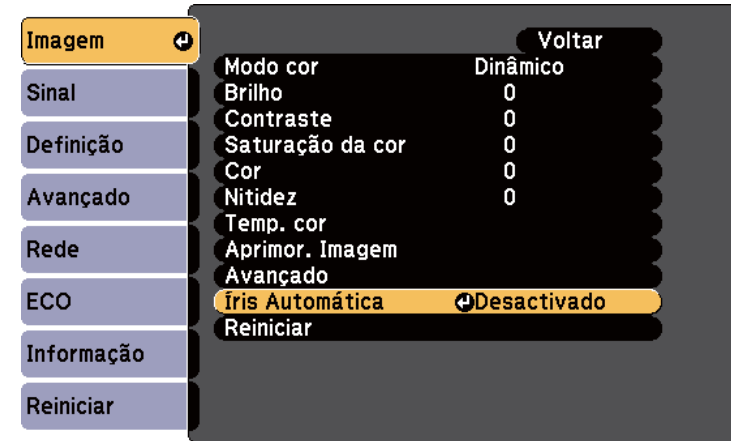 Imagem
Sinal
Definição
Avançado
Rede
ECO
Informação
Reiniciar
Voltar
Modo cor Dinâmico
Brilho 0
Contraste 0
Saturação da cor 0
Cor 0
Nitidez 0
Temp. cor
Aprimor. Imagem
Avançado
Íris Automática Desactivado
Reiniciar